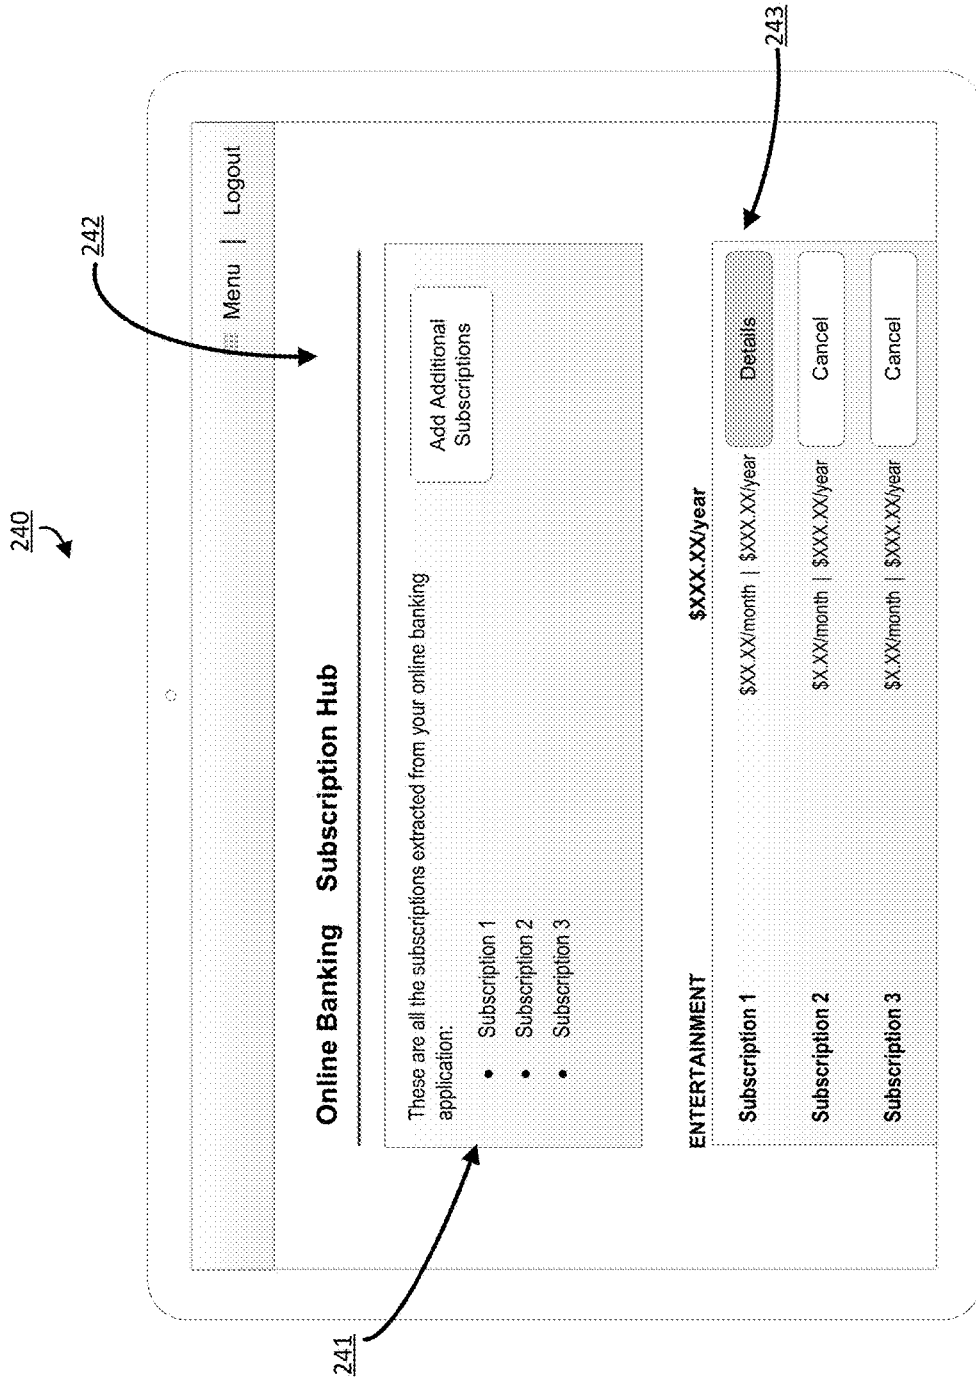 240
242
243
241
Menu | Logout
Online Banking Subscription Hub
These are all the subscriptions extracted from your online banking
application:
• Subscription 1
• Subscription 2
• Subscription 3
Add Additional
Subscriptions
ENTERTAINMENT $XXX.XX/year
Subscription 1 $XX.XX/month | $XXX.XX/year Details
Subscription 2 $X.XX/month | $XXX.XX/year Cancel
Subscription 3 $X.XX/month | $XXX.XX/year Cancel